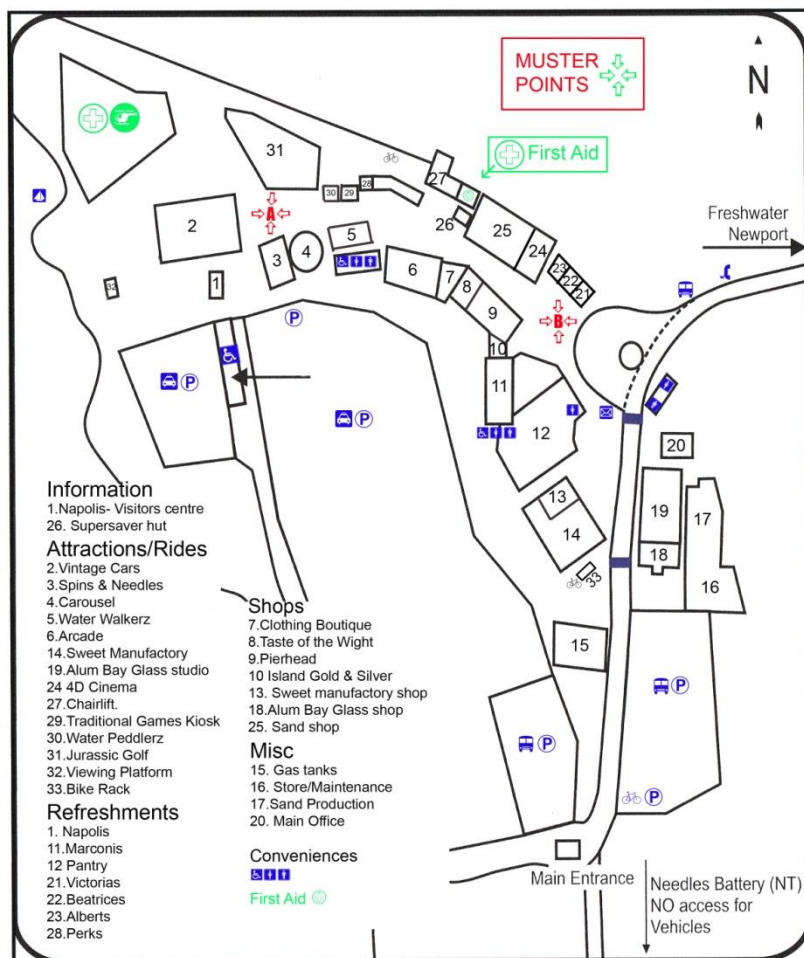 MUSTER
POINTS
N
First Aid
Freshwater
Newport
31
27
30
29
28
26
25
24
A
2
5
3
4
6
7
8
23
22
21
32
1
9
B
P
10
11
P
P
12
20
13
14
19
17
18
33
16
15
P
P
P
Main Entrance
Needles Battery (NT)
NO access for
Vehicles
Information
1.Napolis- Visitors centre
26. Supersaver hut
Attractions/Rides
2.Vintage Cars
3.Spins & Needles
4.Carousel
5.Water Walkerz
6.Arcade
14.Sweet Manufactory
19.Alum Bay Glass studio
24 4D Cinema
27.Chairlift.
29.Traditional Games Kiosk
30.Water Peddlerz
31.Jurassic Golf
32.Viewing Platform
33.Bike Rack
Refreshments
1. Napolis
11.Marconis
12 Pantry
21.Victorias
22.Beatrices
23.Alberts
28.Perks
Shops
7.Clothing Boutique
8.Taste of the Wight
9.Pierhead
10 Island Gold & Silver
13. Sweet manufactory shop
18.Alum Bay Glass shop
25. Sand shop
Misc
15. Gas tanks
16. Store/Maintenance
17.Sand Production
20. Main Office
Conveniences
First Aid